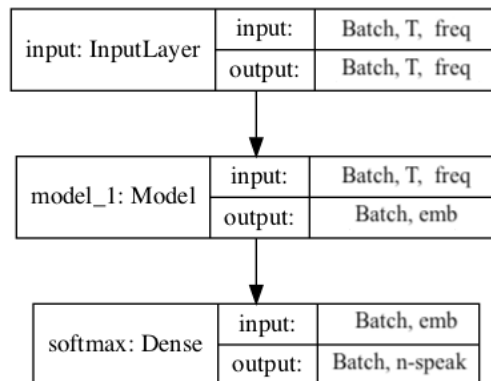 input: InputLayer
input: Batch, T, freq
output: Batch, T, freq
model_1: Model
input: Batch, T, freq
output: Batch, emb
softmax: Dense
input: Batch, emb
output: Batch, n-speak